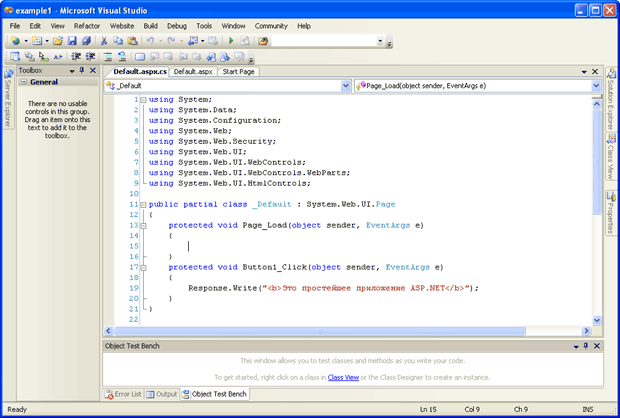 example1 - Microsoft Visual Studio
File Edit View Refactor Website Build Debug Tools Window Community Help
Toolbox
General
There are no usable
controls in this group.
Drag an item onto this
text to add it to the
toolbox.
Server Explorer
Default.aspx.cs Default.aspx Start Page
_Default
Page_Load(object sender, EventArgs e)
1 using System;
2 using System.Data;
3 using System.Configuration;
4 using System.Web;
5 using System.Web.Security;
6 using System.Web.UI;
7 using System.Web.UI.WebControls;
8 using System.Web.UI.WebControls.WebParts;
9 using System.Web.UI.HtmlControls;
10
11 public partial class _Default : System.Web.UI.Page
12 {
13 protected void Page_Load(object sender, EventArgs e)
14 {
15
16 }
17 protected void Button1_Click(object sender, EventArgs e)
18 {
19 Response.Write("<b>Это простейшее приложение ASP.NET</b>");
20 }
21 }
22
Solution Explorer
Class View
Properties
Object Test Bench
This window allows you to test classes and methods as you write your code.
To get started, right click on a class in Class View or the Class Designer to create an instance.
Error List Output Object Test Bench
Ready Ln 15 Col 9 Ch 9 INS